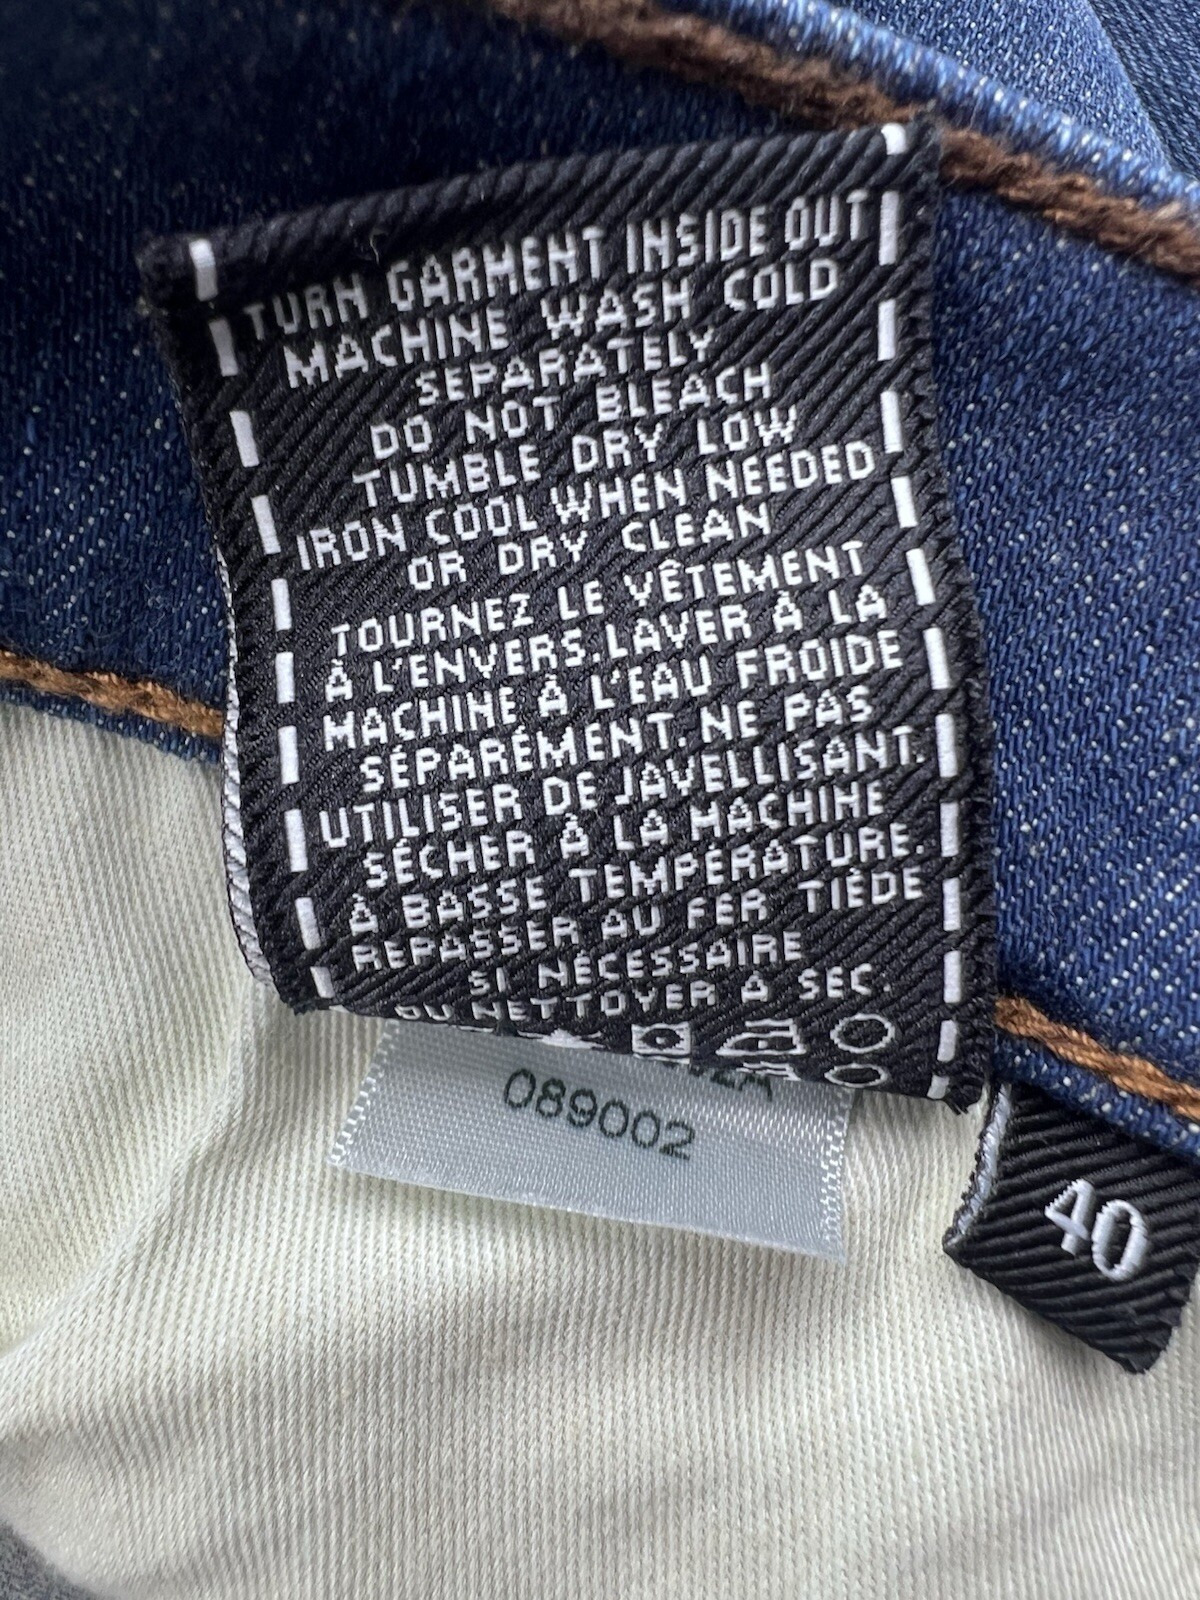 TURN GARMENT INSIDE OUT
MACHINE WASH COLD
SEPARATELY
DO NOT BLEACH
TUMBLE DRY LOW
IRON COOL WHEN NEEDED
OR DRY CLEAN
TOURNEZ LE VÊTEMENT
À L'ENVERS.LAVER À LA
MACHINE À L'EAU FROIDE
SÉPARÉMENT. NE PAS
UTILISER DE JAVELLISANT.
SÉCHER À LA MACHINE
À BASSE TEMPÉRATURE.
REPASSER AU FER TIÈDE
SI NÉCESSAIRE
OU NETTOYER À SEC.
089002
40